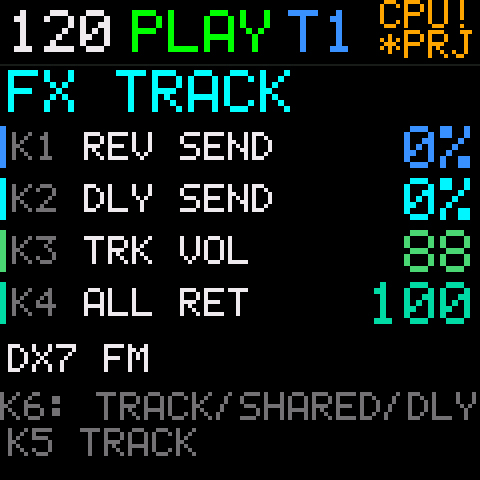 120 PLAY T1 CPU!
*PRJ
FX TRACK
K1 REV SEND 0%
K2 DLY SEND 0%
K3 TRK VOL 88
K4 ALL RET 100
DX7 FM
K6: TRACK/SHARED/DLY
K5 TRACK